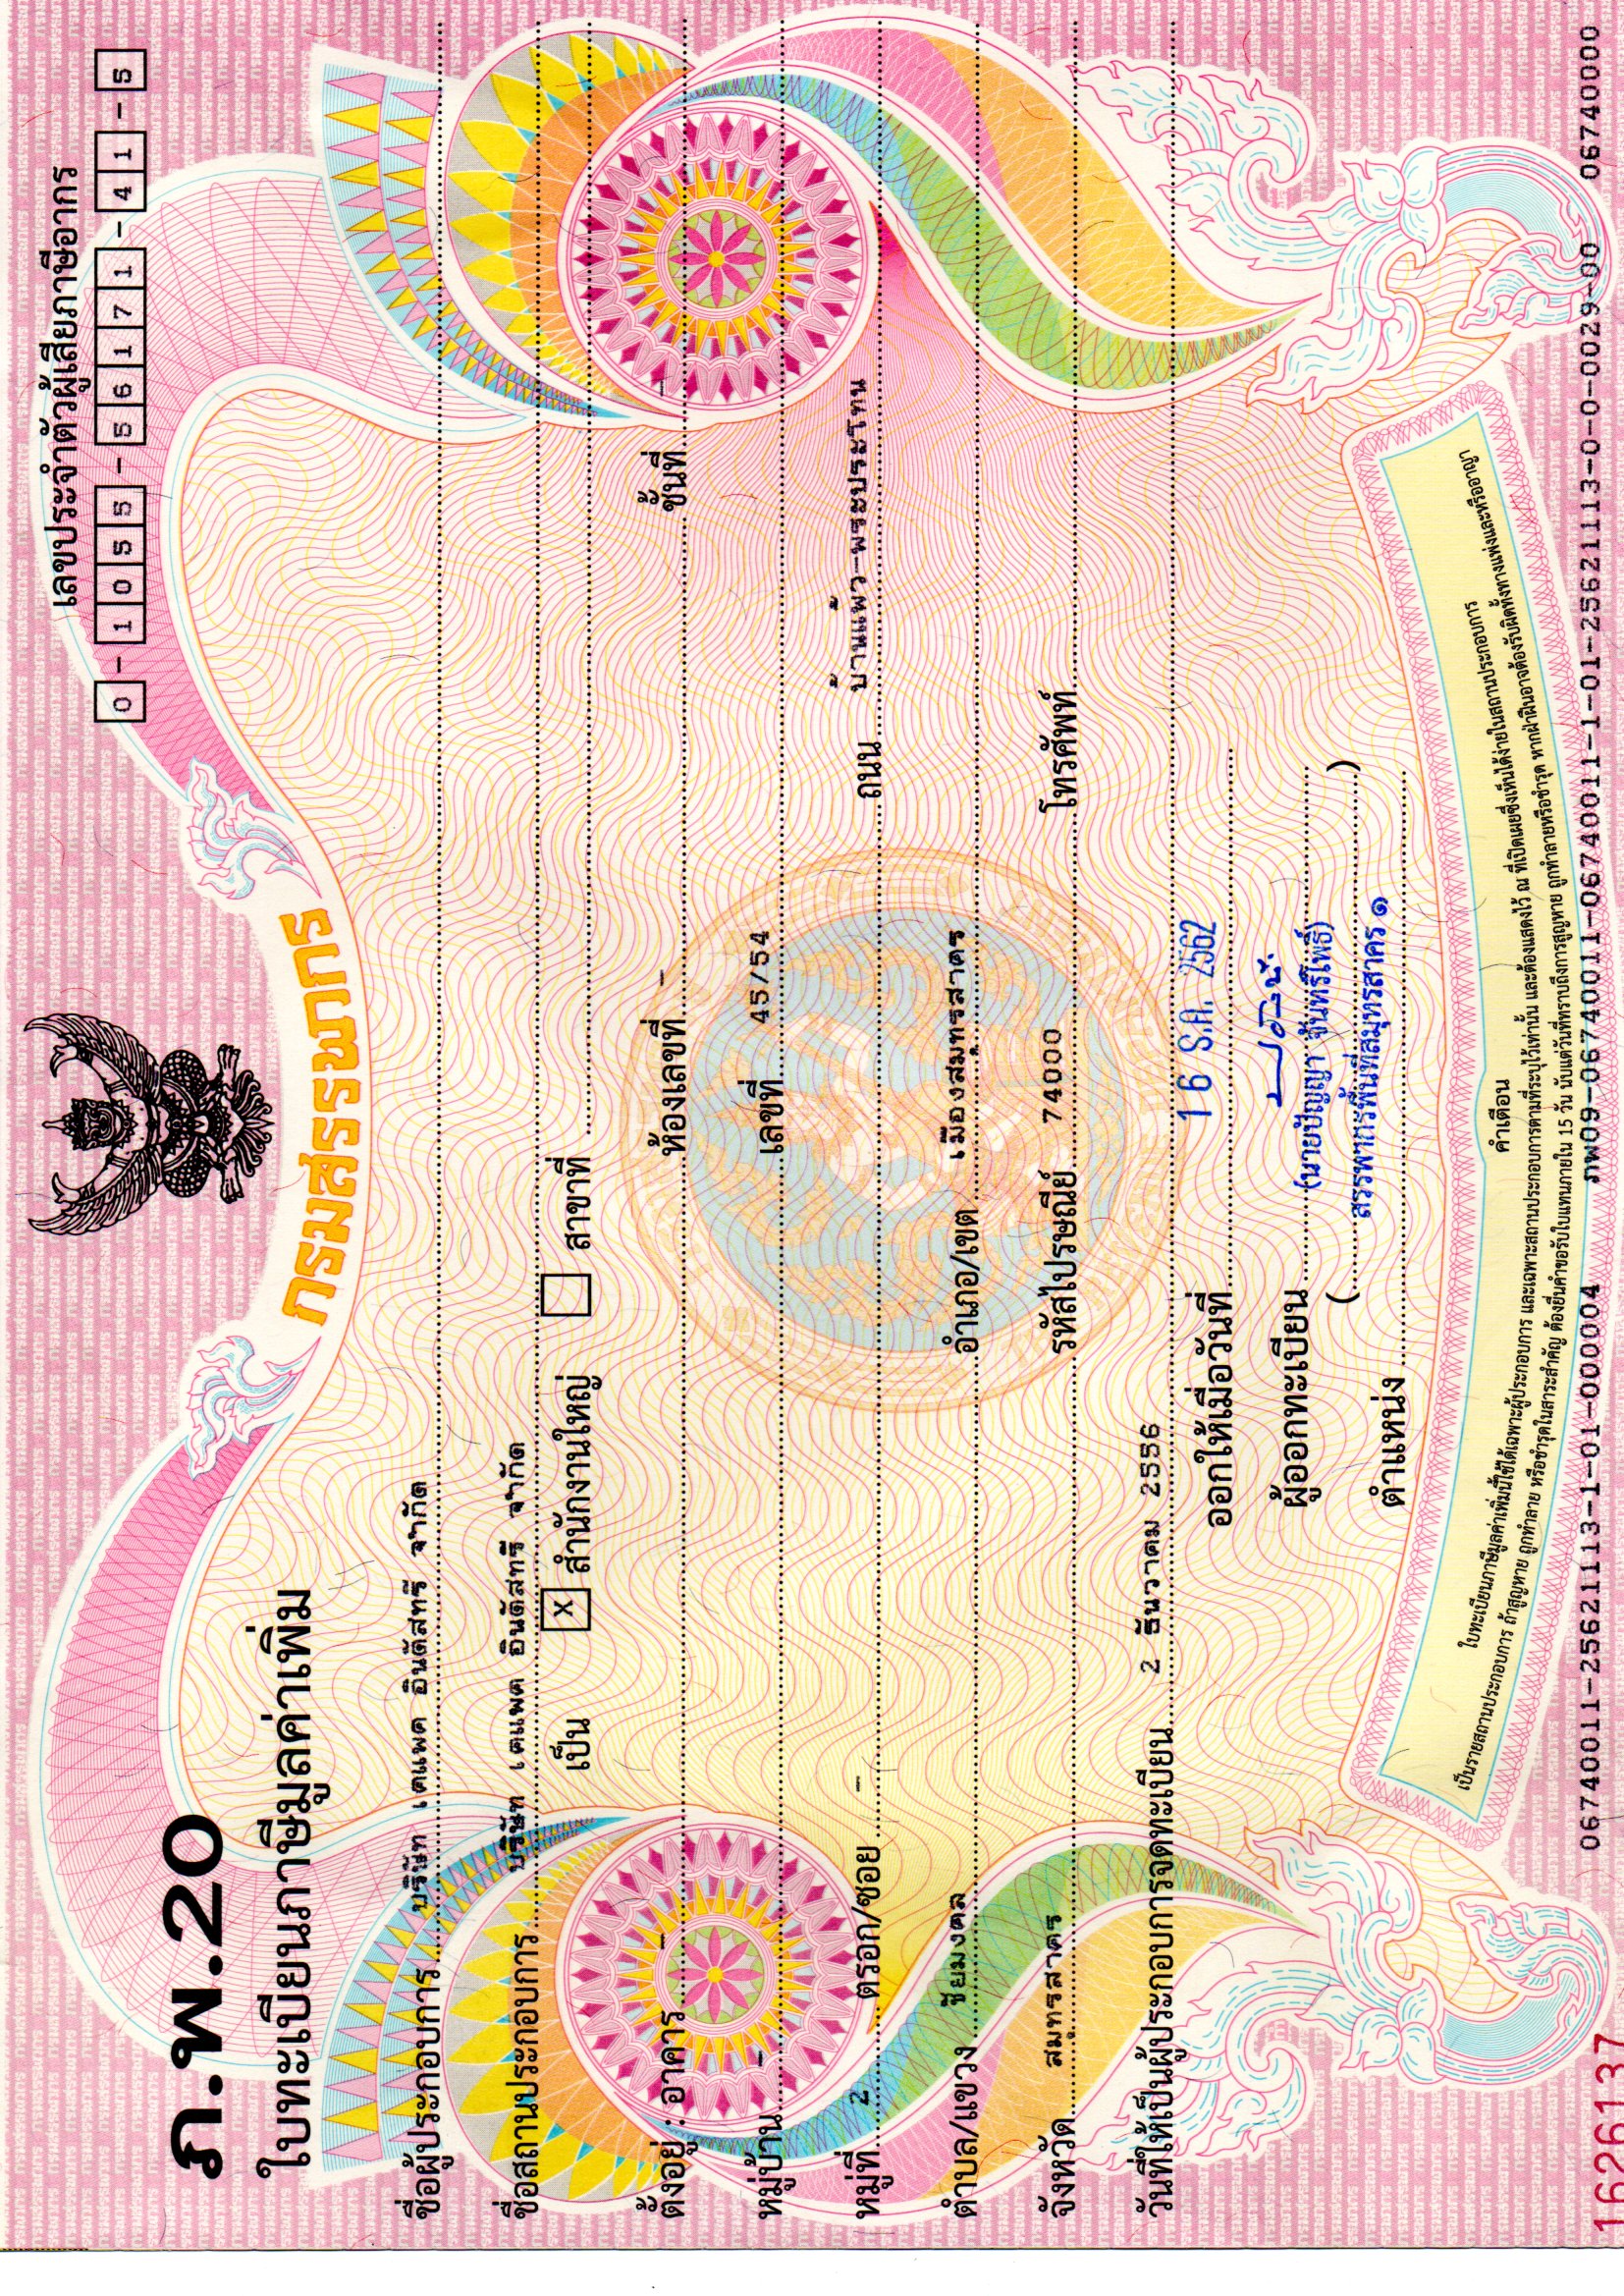 ภ.พ.20
ใบทะเบียนภาษีมูลค่าเพิ่ม
กรมสรรพากร
เลขประจำตัวผู้เสียภาษีอากร
0-1055-56171-41-5
ชื่อผู้ประกอบการ บริษัท เคแพค อินดัสทรี จำกัด
ชื่อสถานประกอบการ บริษัท เคแพค อินดัสทรี จำกัด
เป็น X สำนักงานใหญ่ สาขาที่
ตั้งอยู่ : อาคาร - ห้องเลขที่ - ชั้นที่ -
หมู่บ้าน - เลขที่ 45/54
หมู่ที่ 2 ตรอก/ซอย - ถนน บ้านแพ้ว-พระประโทน
ตำบล/แขวง ชัยมงคล อำเภอ/เขต เมืองสมุทรสาคร
จังหวัด สมุทรสาคร รหัสไปรษณีย์ 74000 โทรศัพท์
วันที่ให้เป็นผู้ประกอบการจดทะเบียน 2 ธันวาคม 2556
ออกให้เมื่อวันที่ 16 ธ.ค. 2562
ผู้ออกทะเบียน
(นายปัญญา จันทร์โพธิ์)
สรรพากรพื้นที่สมุทรสาคร ๑
ตำแหน่ง
คำเตือน
ใบทะเบียนภาษีมูลค่าเพิ่มนี้ใช้ได้เฉพาะผู้ประกอบการ และเฉพาะสถานประกอบการตามที่ระบุไว้เท่านั้น และต้องแสดงไว้ ณ ที่เปิดเผยซึ่งเห็นได้ง่ายในสถานประกอบการ
เป็นรายสถานประกอบการ ถ้าสูญหาย ถูกทำลาย หรือชำรุดในสาระสำคัญ ต้องยื่นคำขอรับใบแทนภายใน 15 วัน นับแต่วันที่ทราบถึงการสูญหาย ถูกทำลายหรือชำรุด หากฝ่าฝืนอาจต้องรับผิดทั้งทางแพ่งและหรืออาญา
06740011-25621113-1-01-000004 ภพ09-06740011-06740011-1-01-25621113-0-0-0029-00 06740000
1626137